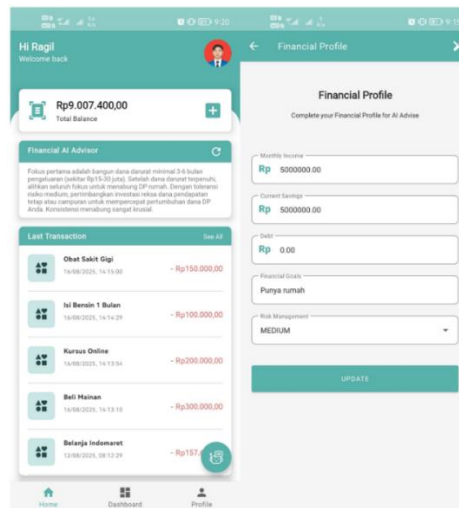 9:20
Hi Ragil
Welcome back
Rp9.007.400,00
Total Balance
Financial AI Advisor
Fokus pertama adalah bangun dana darurat minimal 3-6 bulan
pengeluaran (sekitar Rp15-30 juta). Setelah dana darurat terpenuhi,
alihkan seluruh fokus untuk menabung DP rumah. Dengan toleransi
risiko medium, pertimbangkan investasi reksa dana pendapatan
tetap atau campuran untuk mempercepat pertumbuhan dana DP
Anda. Konsistensi menabung sangat krusial.
Last Transaction
See All
Obat Sakit Gigi
16/08/2025, 14:15:00
- Rp150.000,00
Isi Bensin 1 Bulan
16/08/2025, 14:14:29
- Rp100.000,00
Kursus Online
16/08/2025, 14:13:54
- Rp200.000,00
Beli Mainan
16/08/2025, 14:13:10
- Rp300.000,00
Belanja Indomaret
12/08/2025, 08:12:29
- Rp157.
Home
Dashboard
Profile
Financial Profile
Financial Profile
Complete your Financial Profile for AI Advise
Monthly Income
Rp 5000000.00
Current Savings
Rp 5000000.00
Debt
Rp 0.00
Financial Goals
Punya rumah
Risk Management
MEDIUM
UPDATE